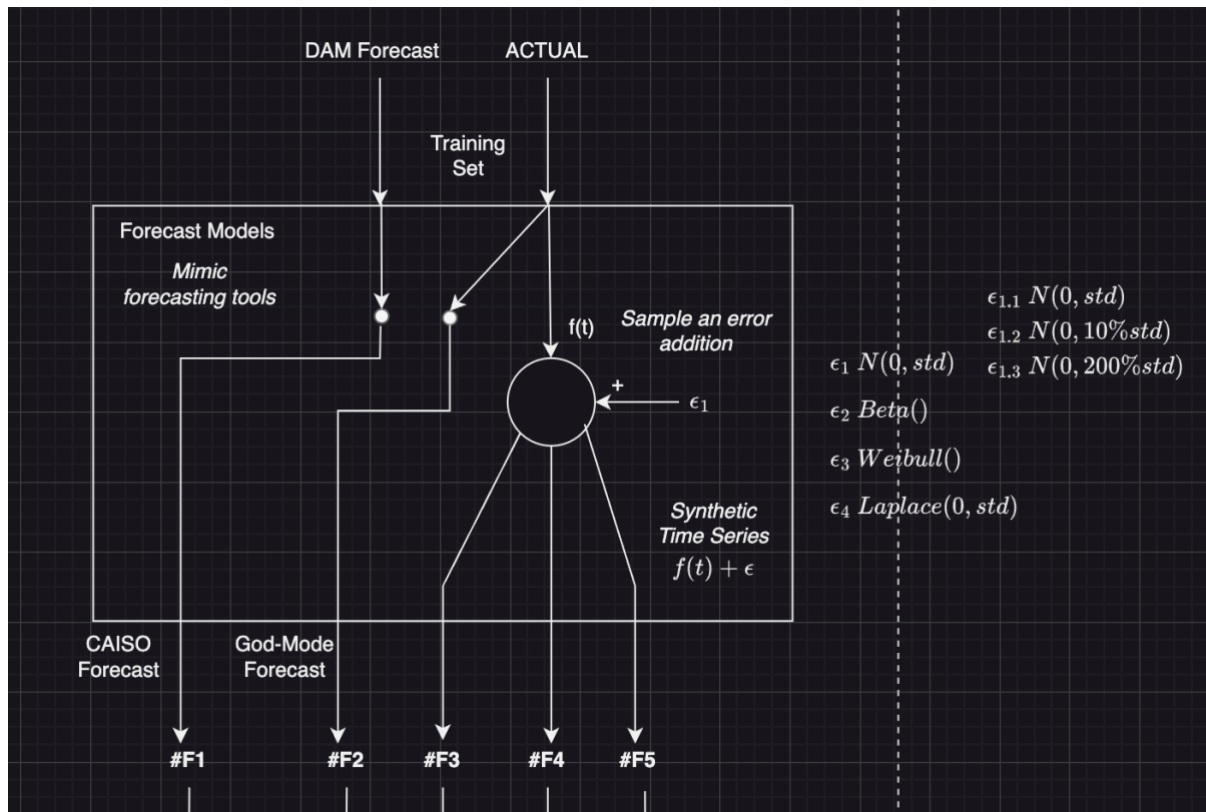 DAM Forecast
ACTUAL
Training
Set
Forecast Models
Mimic
forecasting tools
f(t)
Sample an error
addition
+
ϵ₁
ϵ₁ N(0, std)
ϵ₂ Beta()
ϵ₃ Weibull()
ϵ₄ Laplace(0, std)
ϵ₁.₁ N(0, std)
ϵ₁.₂ N(0, 10%std)
ϵ₁.₃ N(0, 200%std)
Synthetic
Time Series
f(t) + ϵ
CAISO
Forecast
God-Mode
Forecast
#F1
#F2
#F3
#F4
#F5